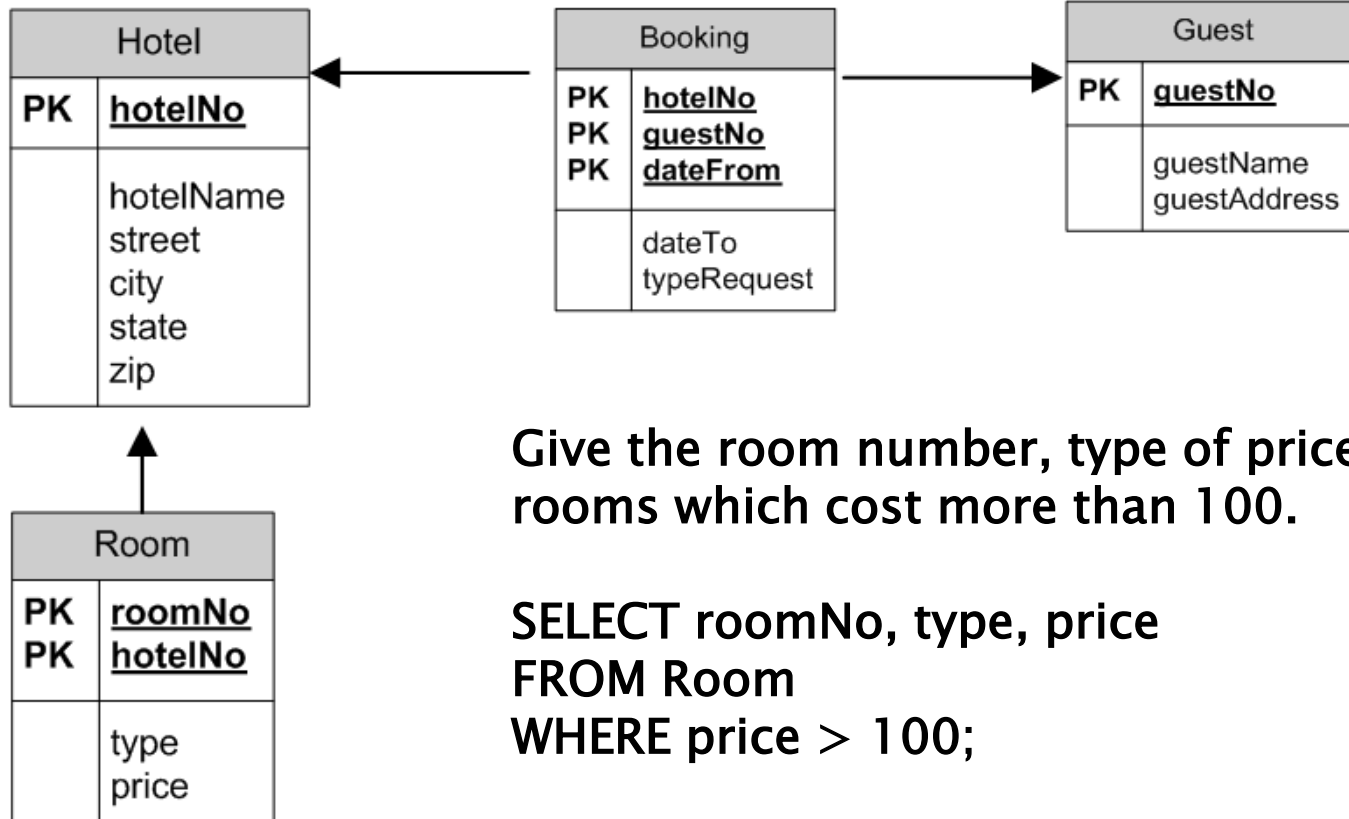 Hotel
PK hotelNo
hotelName
street
city
state
zip
Booking
PK hotelNo
PK guestNo
PK dateFrom
dateTo
typeRequest
Guest
PK guestNo
guestName
guestAddress
Room
PK roomNo
PK hotelNo
type
price
Give the room number, type of price
rooms which cost more than 100.
SELECT roomNo, type, price
FROM Room
WHERE price > 100;